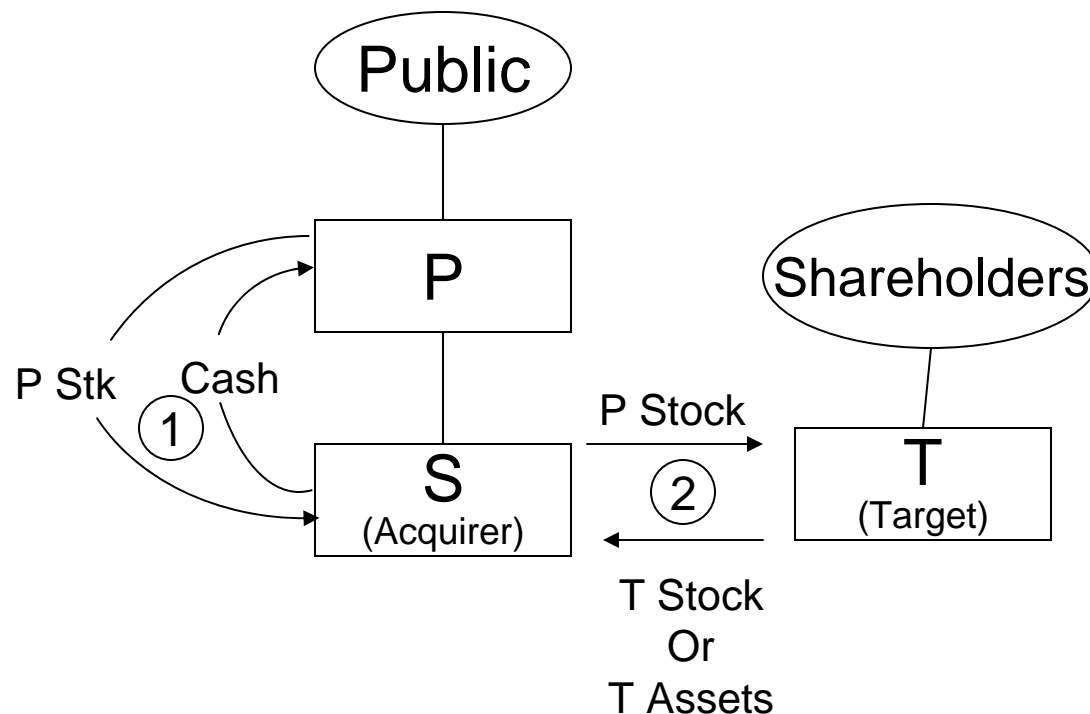 Public
P
Shareholders
P Stk
Cash
1
S
(Acquirer)
P Stock
2
T
(Target)
T Stock
Or
T Assets